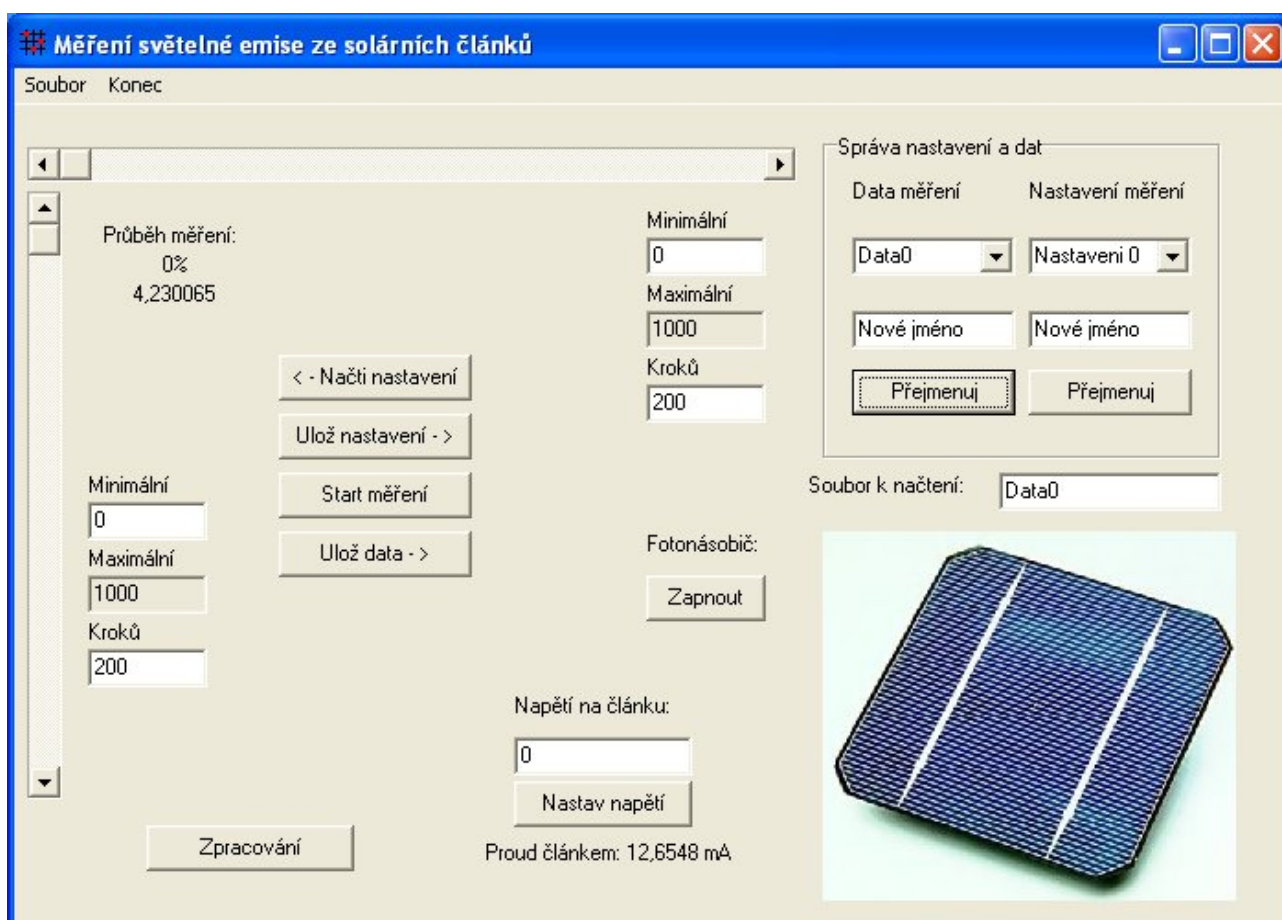 Měření světelné emise ze solárních článků
Soubor Konec
Správa nastavení a dat
Data měření Nastavení měření
Data0 Nastaveni 0
Nové jméno Nové jméno
Přejmenuj Přejmenuj
Průběh měření:
0%
4,230065
Minimální
0
Maximální
1000
Kroků
200
< - Načti nastavení
Ulož nastavení - >
Start měření
Ulož data - >
Minimální
0
Maximální
1000
Kroků
200
Soubor k načtení: Data0
Fotonásobič:
Zapnout
Napětí na článku:
0
Nastav napětí
Proud článkem: 12,6548 mA
Zpracování